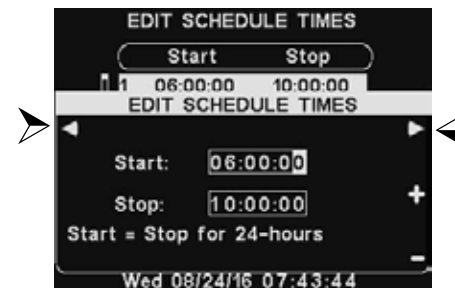 EDIT SCHEDULE TIMES
Start Stop
1 06:00:00 10:00:00
EDIT SCHEDULE TIMES
Start: 06:00:00
Stop: 10:00:00
Start = Stop for 24-hours
Wed 08/24/16 07:43:44